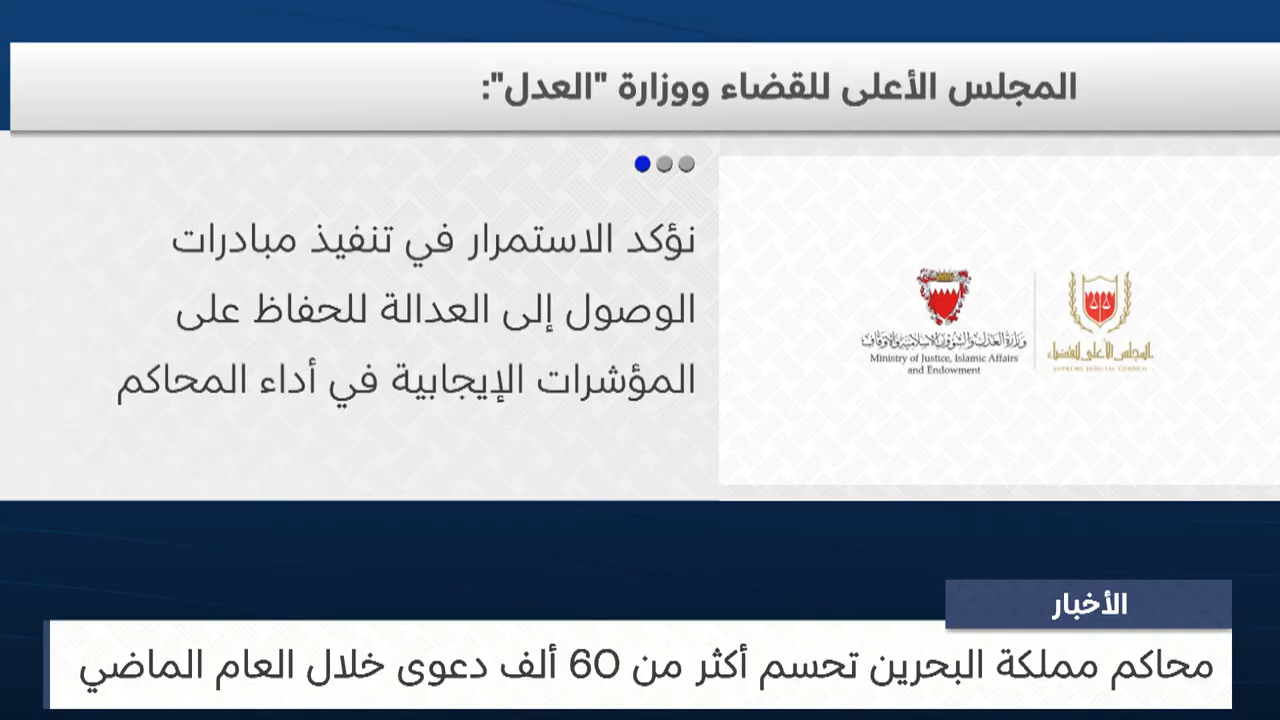 المجلس الأعلى للقضاء ووزارة "العدل":
نؤكد الاستمرار في تنفيذ مبادرات
الوصول إلى العدالة للحفاظ على
المؤشرات الإيجابية في أداء المحاكم
المجلس الأعلى للقضاء
SUPREME JUDICIAL COUNCIL
وزارة العدل والشؤون الإسلامية والأوقاف
Ministry of Justice, Islamic Affairs
and Endowment
الأخبار
محاكم مملكة البحرين تحسم أكثر من 60 ألف دعوى خلال العام الماضي